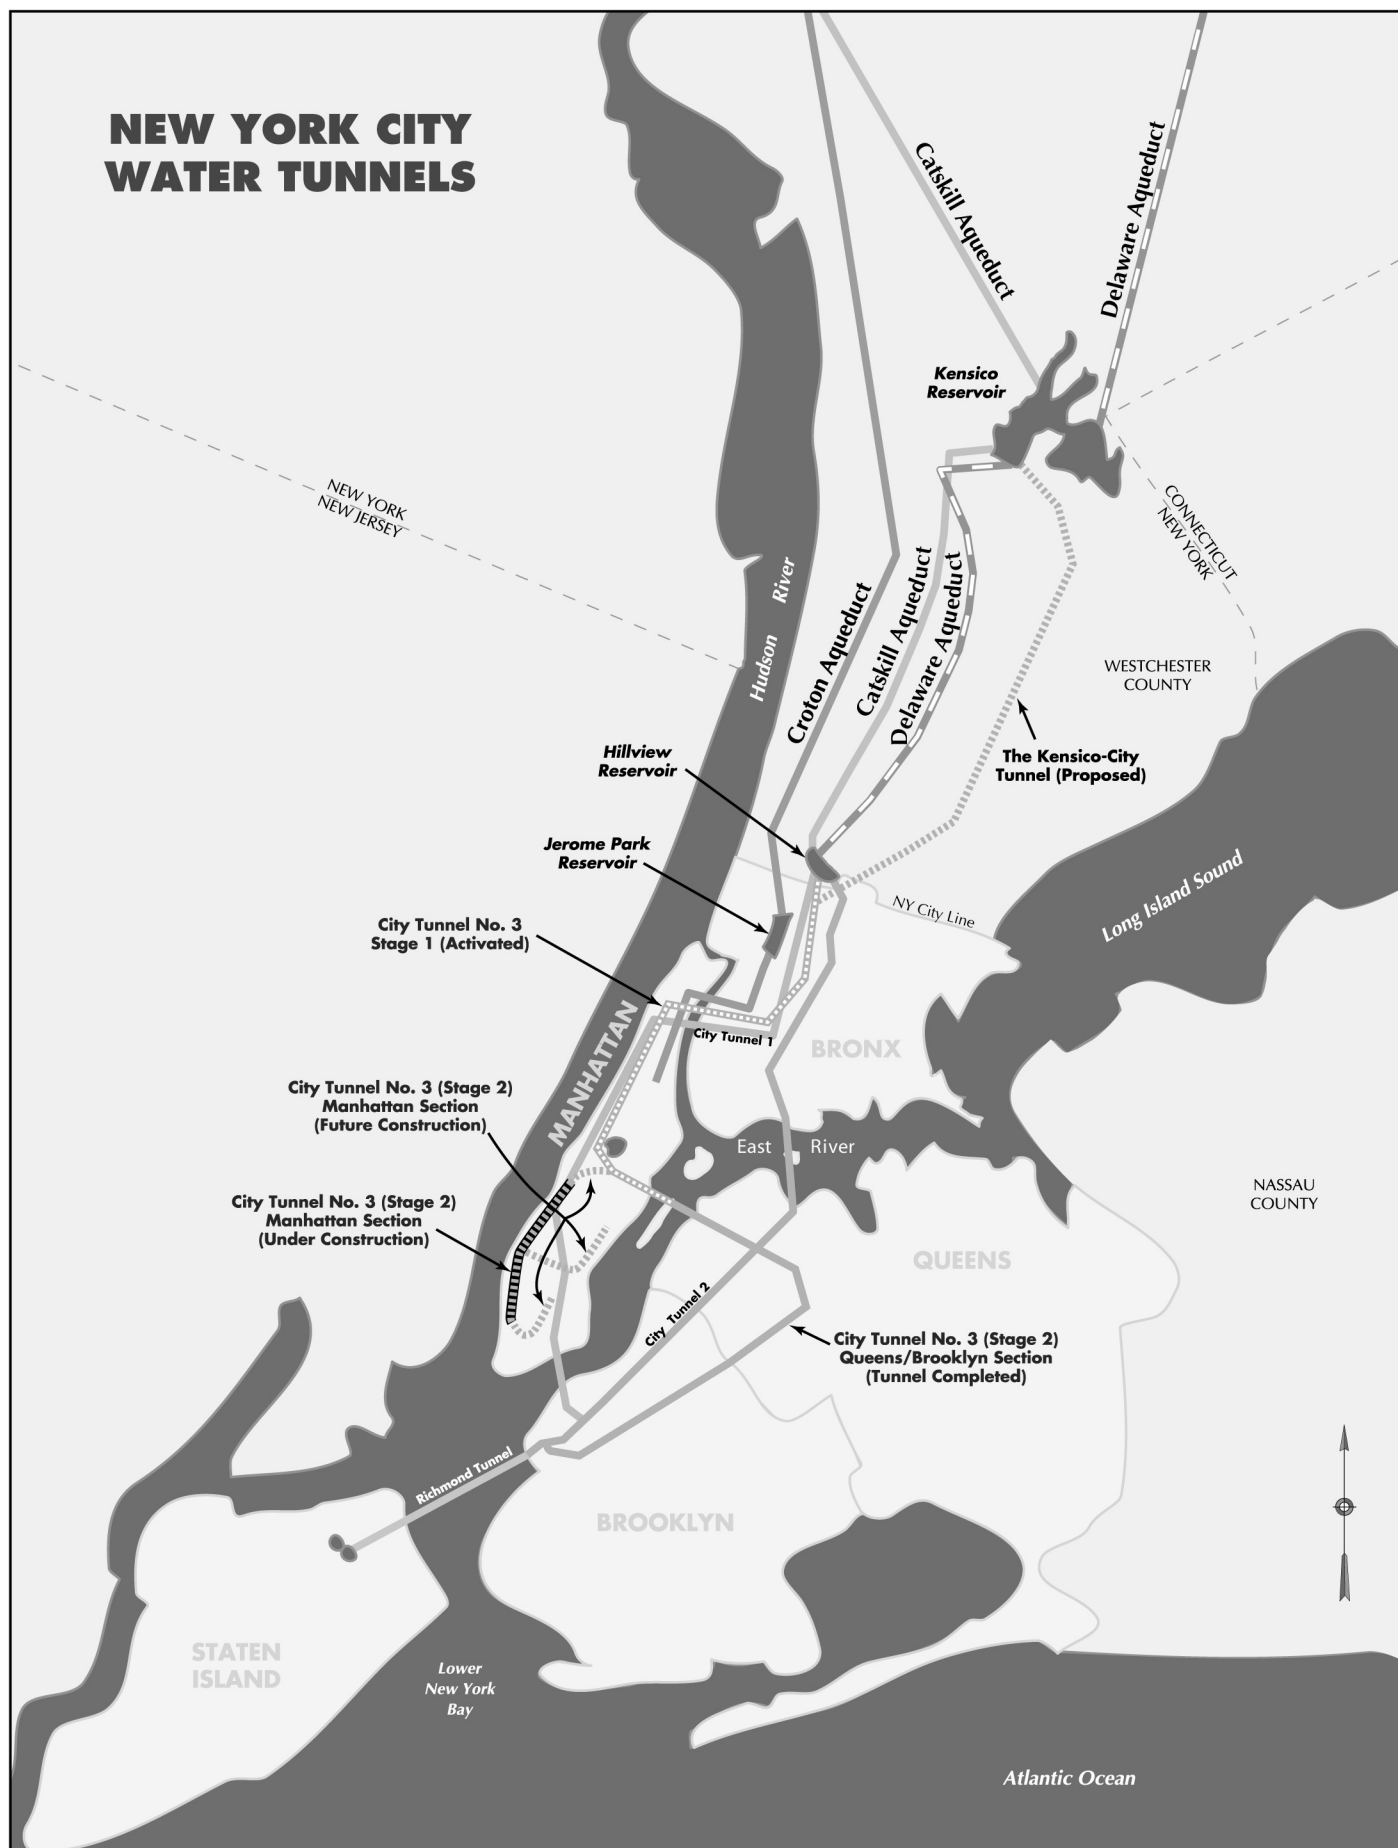 NEW YORK CITY
WATER TUNNELS
Catskill Aqueduct
Delaware Aqueduct
Kensico
Reservoir
NEW YORK
NEW JERSEY
CONNECTICUT
NEW YORK
Hudson River
Croton Aqueduct
Catskill Aqueduct
Delaware Aqueduct
WESTCHESTER
COUNTY
The Kensico-City
Tunnel (Proposed)
Hillview
Reservoir
Jerome Park
Reservoir
Long Island Sound
NY City Line
City Tunnel No. 3
Stage 1 (Activated)
MANHATTAN
City Tunnel 1
BRONX
City Tunnel No. 3 (Stage 2)
Manhattan Section
(Future Construction)
East River
City Tunnel No. 3 (Stage 2)
Manhattan Section
(Under Construction)
NASSAU
COUNTY
QUEENS
City Tunnel 2
City Tunnel No. 3 (Stage 2)
Queens/Brooklyn Section
(Tunnel Completed)
Richmond Tunnel
BROOKLYN
STATEN
ISLAND
Lower
New York
Bay
Atlantic Ocean